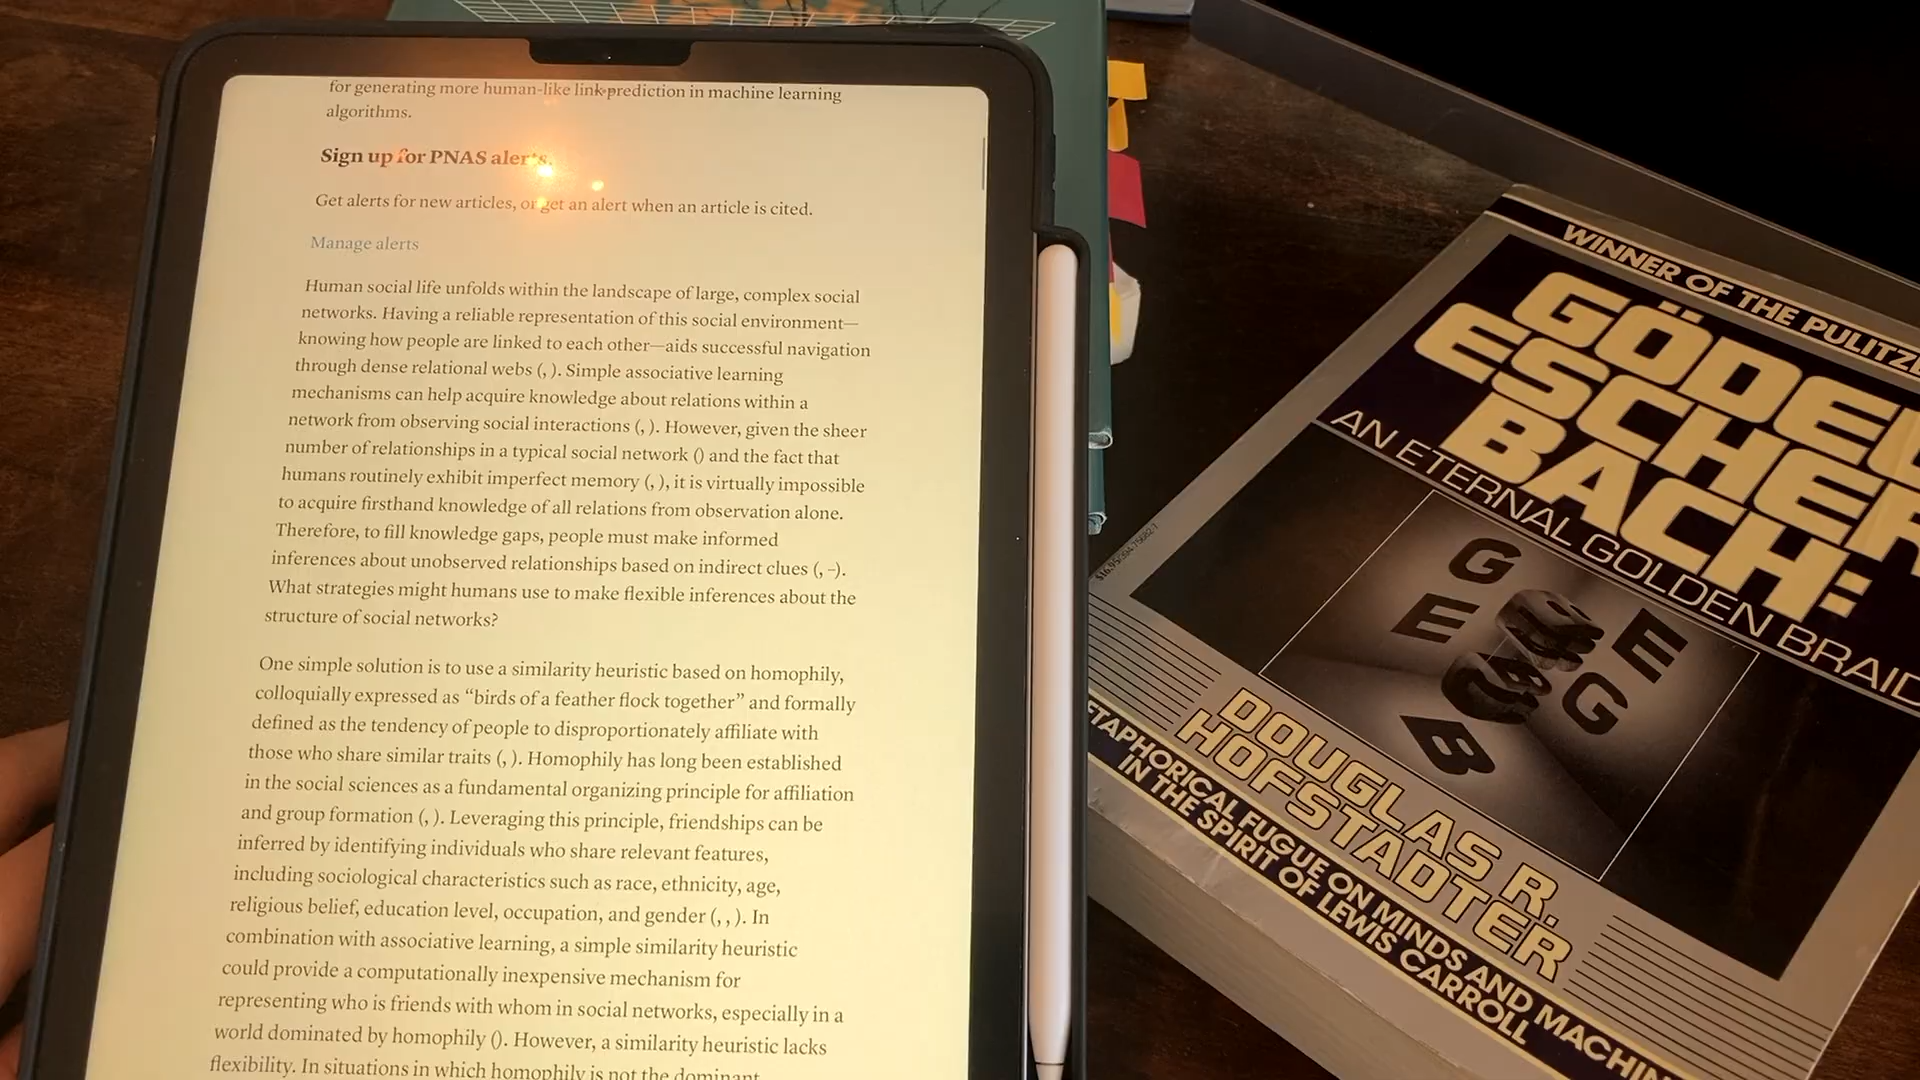 for generating more human-like link prediction in machine learning
algorithms.
Sign up for PNAS alerts.
Get alerts for new articles, or get an alert when an article is cited.
Manage alerts
Human social life unfolds within the landscape of large, complex social
networks. Having a reliable representation of this social environment—
knowing how people are linked to each other—aids successful navigation
through dense relational webs (, ). Simple associative learning
mechanisms can help acquire knowledge about relations within a
network from observing social interactions (, ). However, given the sheer
number of relationships in a typical social network () and the fact that
humans routinely exhibit imperfect memory (, ), it is virtually impossible
to acquire firsthand knowledge of all relations from observation alone.
Therefore, to fill knowledge gaps, people must make informed
inferences about unobserved relationships based on indirect clues (, –).
What strategies might humans use to make flexible inferences about the
structure of social networks?
One simple solution is to use a similarity heuristic based on homophily,
colloquially expressed as “birds of a feather flock together” and formally
defined as the tendency of people to disproportionately affiliate with
those who share similar traits (, ). Homophily has long been established
in the social sciences as a fundamental organizing principle for affiliation
and group formation (, ). Leveraging this principle, friendships can be
inferred by identifying individuals who share relevant features,
including sociological characteristics such as race, ethnicity, age,
religious belief, education level, occupation, and gender (, , ). In
combination with associative learning, a simple similarity heuristic
could provide a computationally inexpensive mechanism for
representing who is friends with whom in social networks, especially in a
world dominated by homophily (). However, a similarity heuristic lacks
flexibility. In situations in which homophily is not the dominant
WINNER OF THE PULITZE
GÖDEL
ESCHER
BACH:
AN ETERNAL GOLDEN BRAID
G
E
E
G
B
DOUGLAS R.
HOFSTADTER
ETAPHORICAL FUGUE ON MINDS AND MACHIN
IN THE SPIRIT OF LEWIS CARROLL